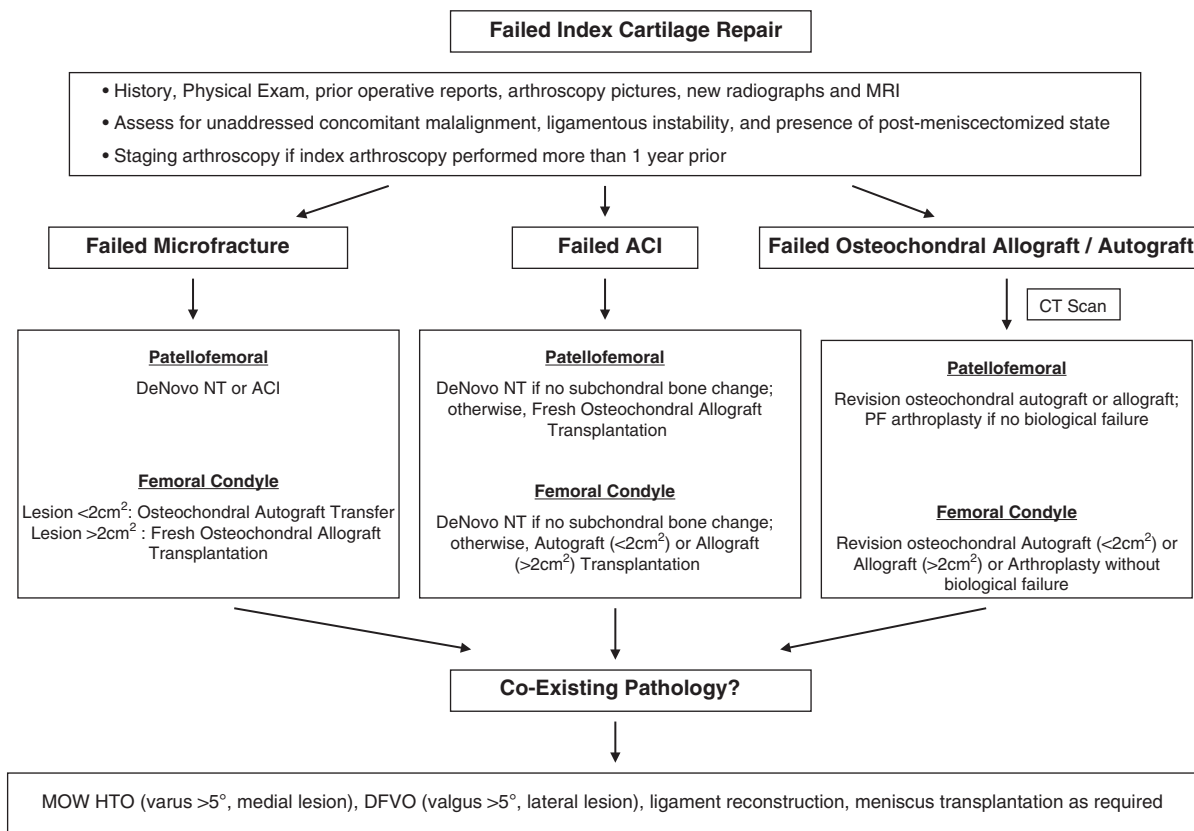 Failed Index Cartilage Repair
• History, Physical Exam, prior operative reports, arthroscopy pictures, new radiographs and MRI
• Assess for unaddressed concomitant malalignment, ligamentous instability, and presence of post-meniscectomized state
• Staging arthroscopy if index arthroscopy performed more than 1 year prior
Failed Microfracture
Failed ACI
Failed Osteochondral Allograft / Autograft
CT Scan
Patellofemoral
DeNovo NT or ACI
Femoral Condyle
Lesion <2cm²: Osteochondral Autograft Transfer
Lesion >2cm² : Fresh Osteochondral Allograft
Transplantation
Patellofemoral
DeNovo NT if no subchondral bone change;
otherwise, Fresh Osteochondral Allograft
Transplantation
Femoral Condyle
DeNovo NT if no subchondral bone change;
otherwise, Autograft (<2cm²) or Allograft
(>2cm²) Transplantation
Patellofemoral
Revision osteochondral autograft or allograft;
PF arthroplasty if no biological failure
Femoral Condyle
Revision osteochondral Autograft (<2cm²) or
Allograft (>2cm²) or Arthroplasty without
biological failure
Co-Existing Pathology?
MOW HTO (varus >5°, medial lesion), DFVO (valgus >5°, lateral lesion), ligament reconstruction, meniscus transplantation as required